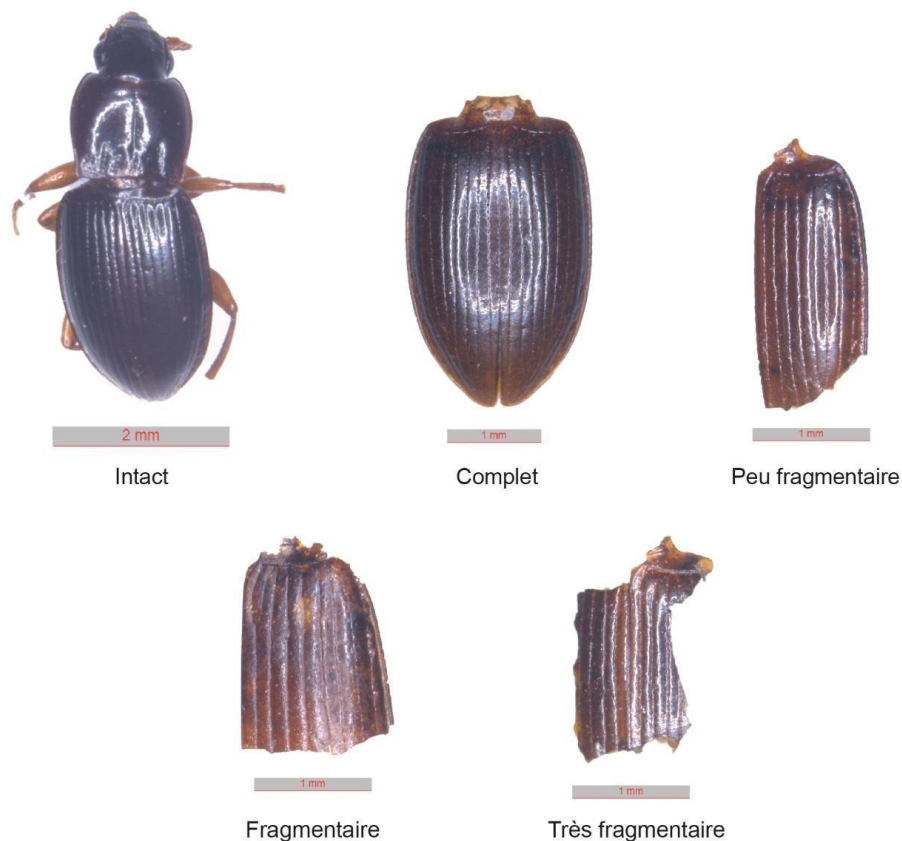 2 mm
1 mm
1 mm
Intact
Complet
Peu fragmentaire
1 mm
1 mm
Fragmentaire
Très fragmentaire